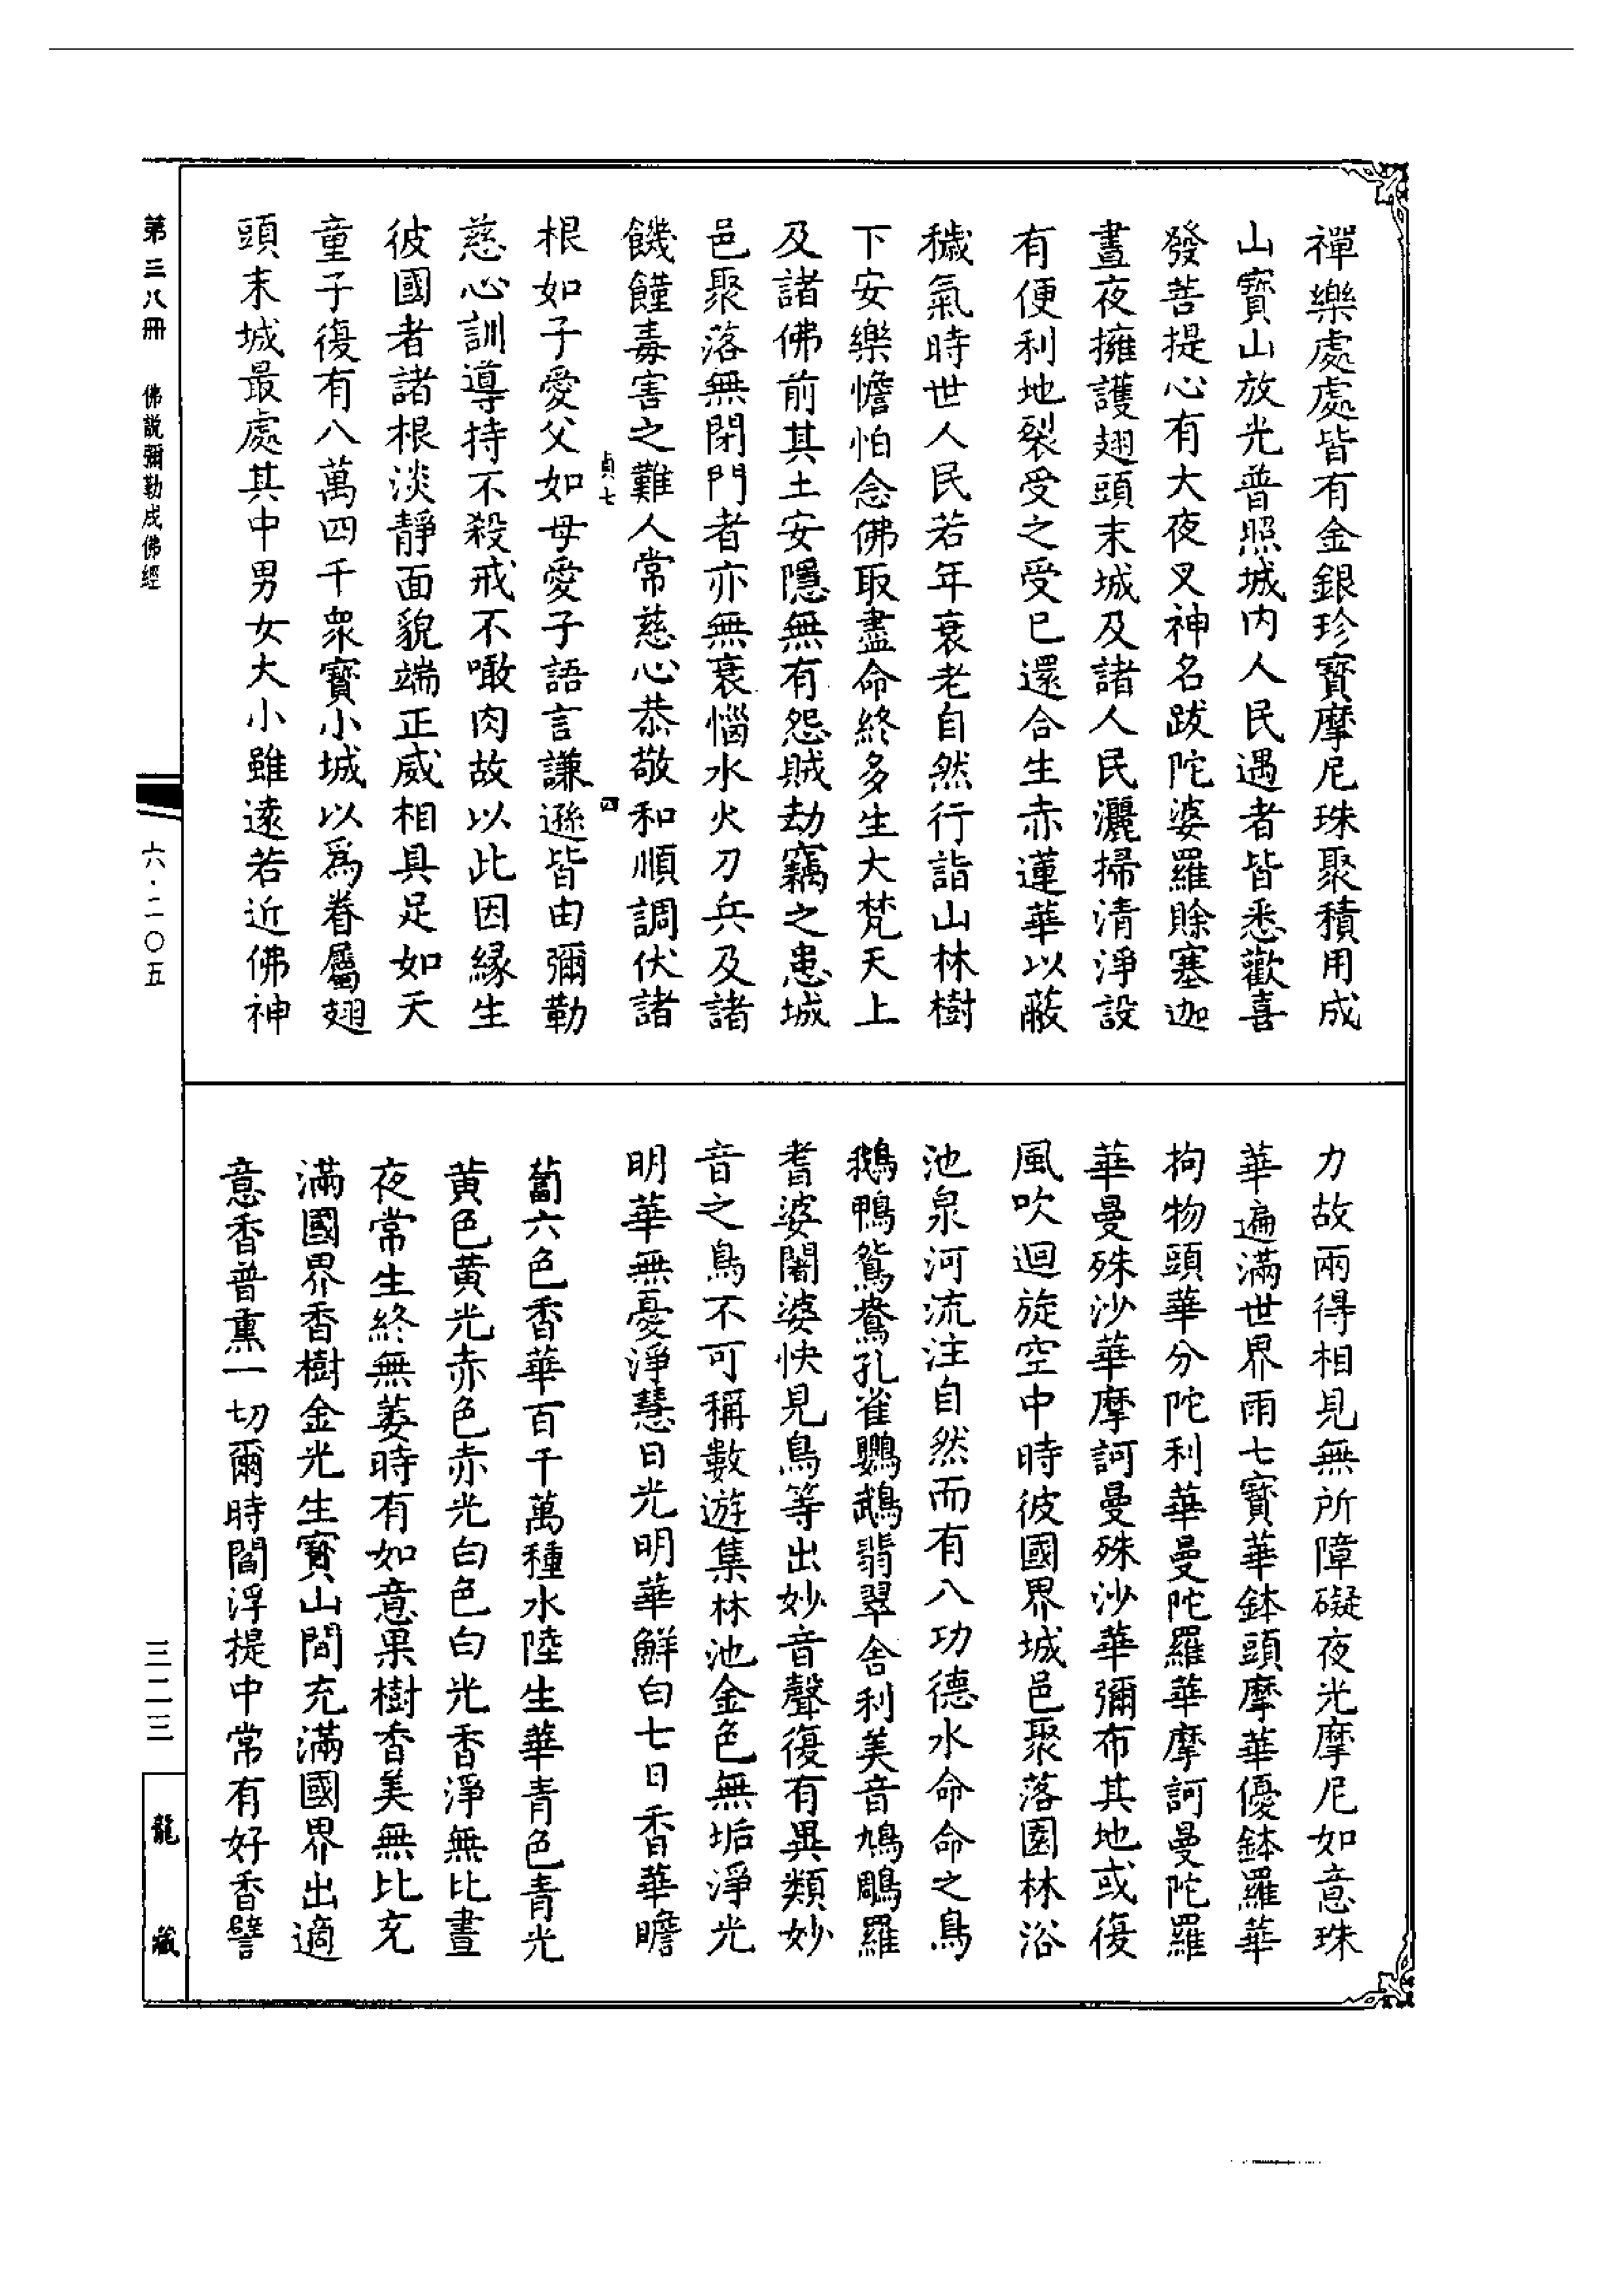 禪樂處處皆有金銀珍寶摩尼珠聚積用成
山寶山放光普照城內人民遇者皆悉歡喜
發菩提心有大夜叉神名跋陀婆羅賒塞迦
晝夜擁護翅頭末城及諸人民灑掃清淨設
有便利地裂受之受已還合生赤蓮華以蔽
穢氣時世人民若年衰老自然行詣山林樹
下安樂憺怕念佛取盡命終多生大梵天上
及諸佛前其土安隱無有怨賊劫竊之患城
邑聚落無閉門者亦無衰惱水火刀兵及諸
饑饉毒害之難人常慈心恭敬和順調伏諸
貞七
四
根如子愛父如母愛子語言謙遜皆由彌勒
慈心訓導持不殺戒不噉肉故以此因緣生
彼國者諸根淡靜面貌端正威相具足如天
童子復有八萬四千眾寶小城以爲眷屬翅
頭末城最處其中男女大小雖遠若近佛神
力故兩得相見無所障礙夜光摩尼如意珠
華遍滿世界雨七寶華鉢頭摩華優鉢羅華
拘物頭華分陀利華曼陀羅華摩訶曼陀羅
華曼殊沙華摩訶曼殊沙華彌布其地或復
風吹迴旋空中時彼國界城邑聚落園林浴
池泉河流注自然而有八功德水命命之鳥
鵝鴨鴛鴦孔雀鸚鵡翡翠舍利美音鳩鵰羅
耆婆闍婆快見鳥等出妙音聲復有異類妙
音之鳥不可稱數遊集林池金色無垢淨光
明華無憂淨慧日光明華鮮白七日香華瞻
蔔六色香華百千萬種水陸生華青色青光
黃色黃光赤色赤光白色白光香淨無比晝
夜常生終無萎時有如意果樹香美無比充
滿國界香樹金光生寶山間充滿國界出適
意香普熏一切爾時閻浮提中常有好香譬
第三八冊 佛説彌勒成佛經
六·二〇五
三二三
龍藏